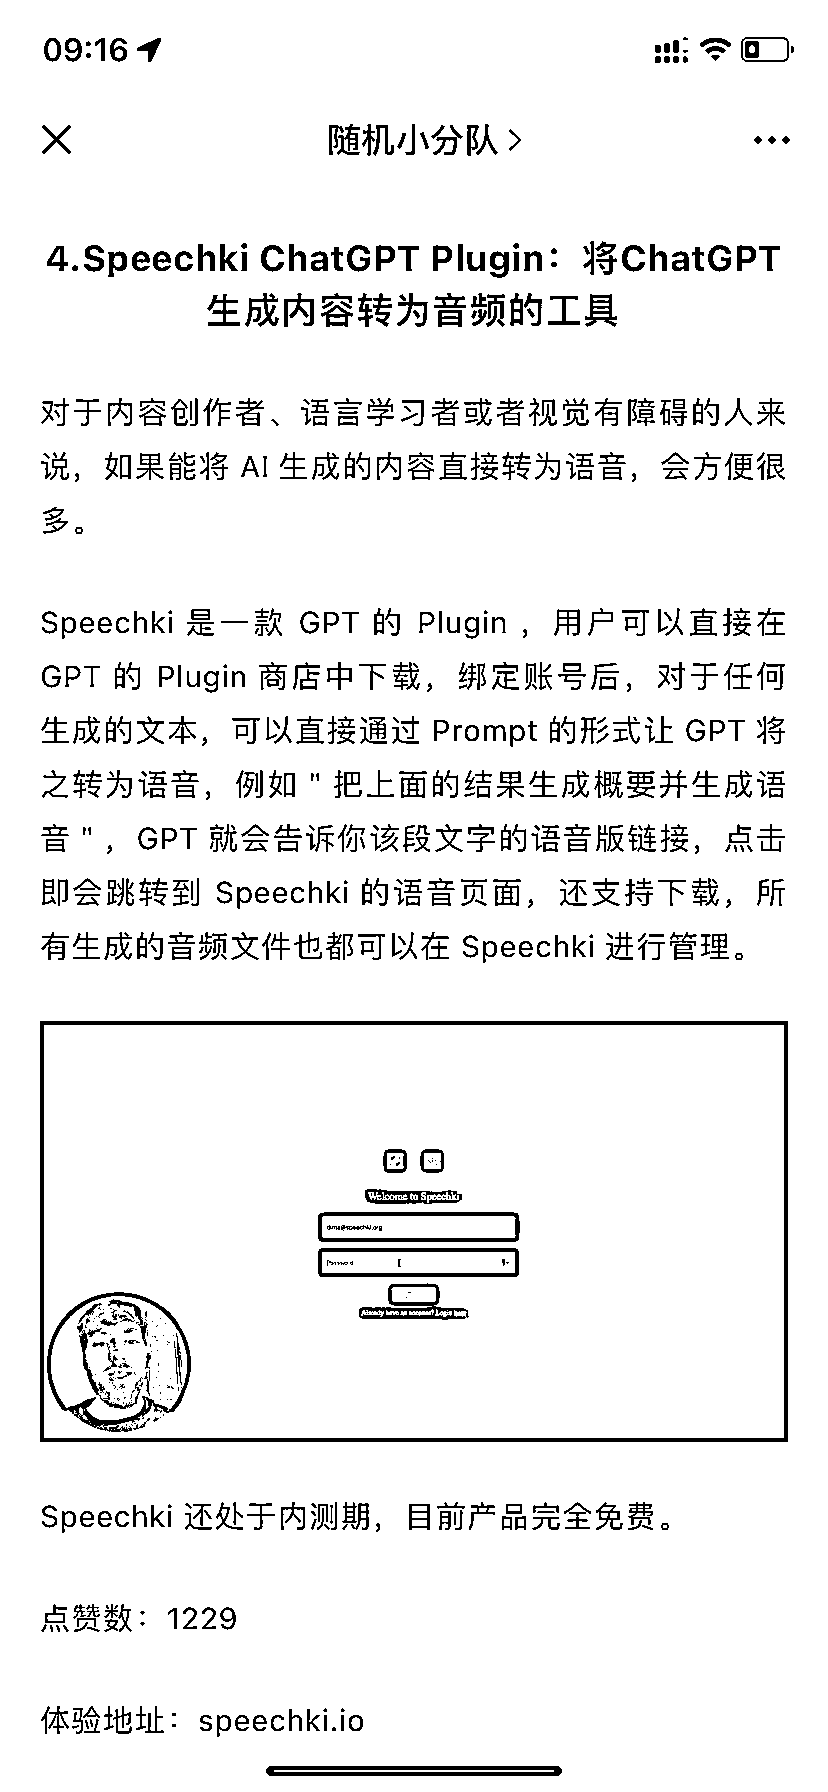 09:16
随机小分队
4.Speechki ChatGPT Plugin：将ChatGPT
生成内容转为音频的工具
对于内容创作者、语言学习者或者视觉有障碍的人来
说，如果能将 AI 生成的内容直接转为语音，会方便很
多。
Speechki 是一款 GPT 的 Plugin ，用户可以直接在
GPT 的 Plugin 商店中下载，绑定账号后，对于任何
生成的文本，可以直接通过 Prompt 的形式让 GPT 将
之转为语音，例如 " 把上面的结果生成概要并生成语
音 " ，GPT 就会告诉你该段文字的语音版链接，点击
即会跳转到 Speechki 的语音页面，还支持下载，所
有生成的音频文件也都可以在 Speechki 进行管理。
Welcome to Speechki
dima@speechki.org
Password
Already have an account? Login
Speechki 还处于内测期，目前产品完全免费。
点赞数：1229
体验地址：speechki.io